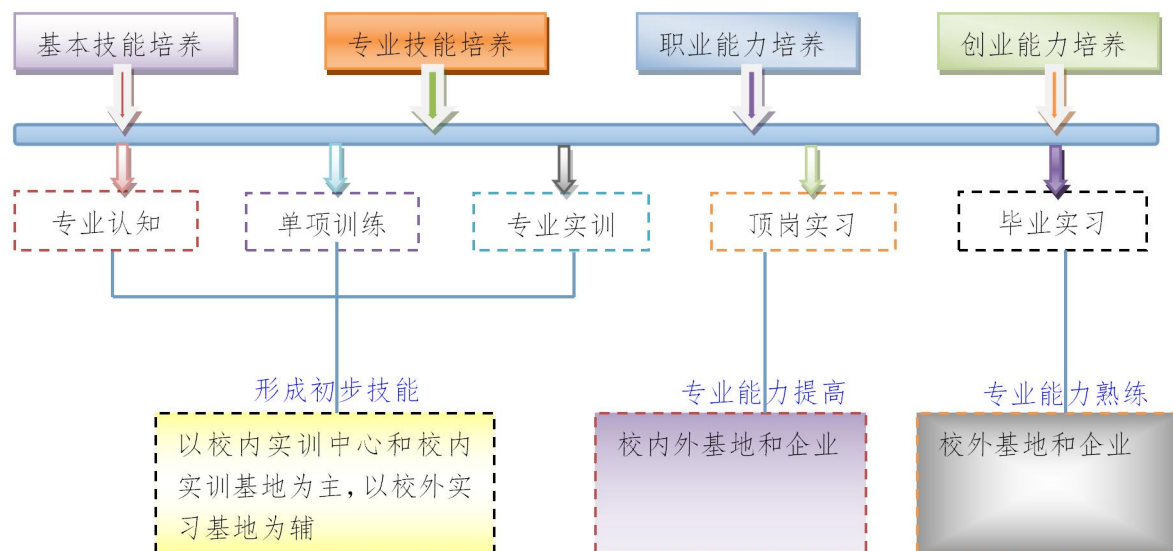 基本技能培养
专业技能培养
职业能力培养
创业能力培养
专业认知
单项训练
专业实训
顶岗实习
毕业实习
形成初步技能
专业能力提高
专业能力熟练
以校内实训中心和校内
实训基地为主,以校外实
习基地为辅
校内外基地和企业
校外基地和企业